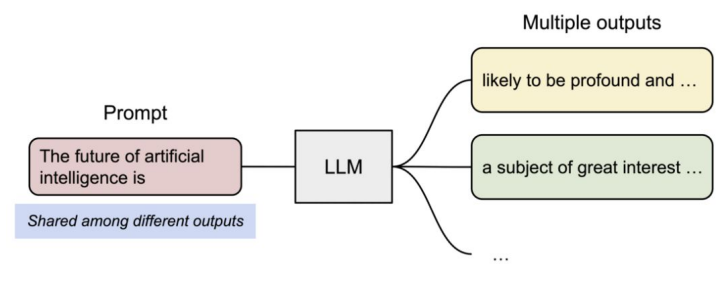 Multiple outputs
likely to be profound and ...
Prompt
The future of artificial
intelligence is
LLM
a subject of great interest ...
Shared among different outputs
...